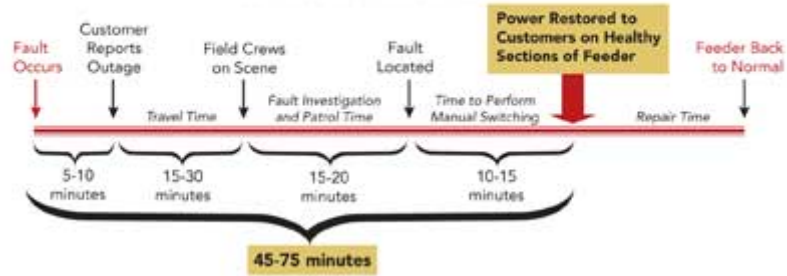 Fault
Occurs
Customer
Reports
Outage
Field Crews
on Scene
Fault
Located
Power Restored to
Customers on Healthy
Sections of Feeder
Feeder Back
to Normal
Travel Time
Fault Investigation
and Patrol Time
Time to Perform
Manual Switching
Repair Time
5-10
minutes
15-30
minutes
15-20
minutes
10-15
minutes
45-75 minutes